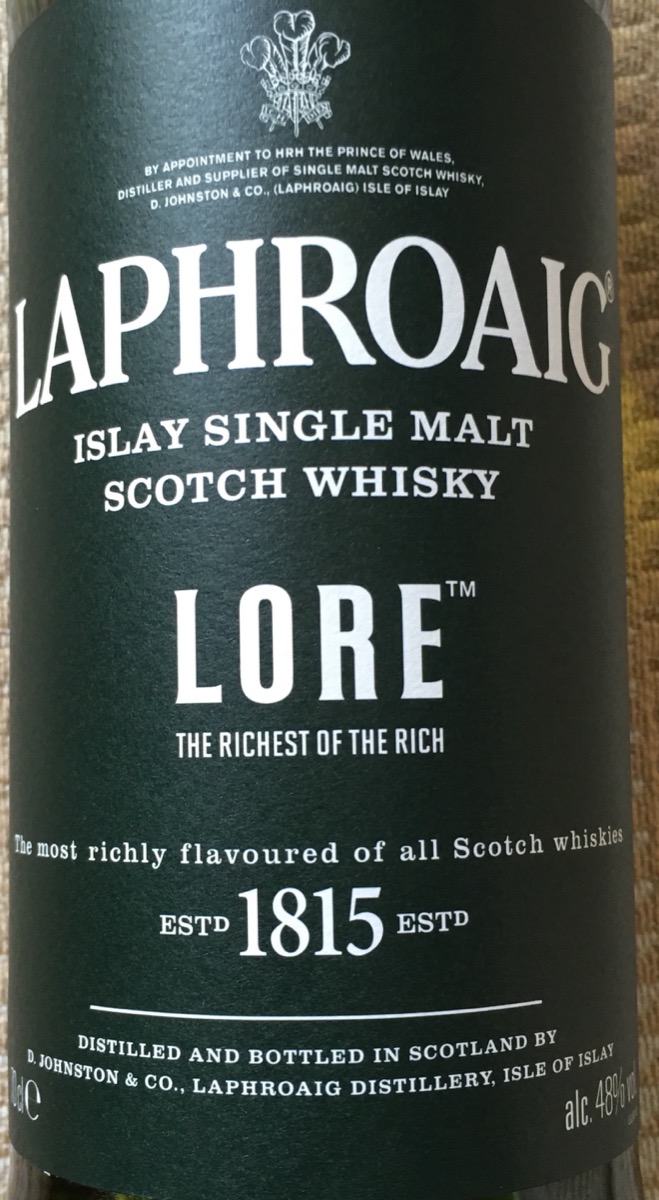 BY APPOINTMENT TO HRH THE PRINCE OF WALES,
DISTILLER AND SUPPLIER OF SINGLE MALT SCOTCH WHISKY,
D. JOHNSTON & CO., (LAPHROAIG) ISLE OF ISLAY
LAPHROAIG®
ISLAY SINGLE MALT
SCOTCH WHISKY
LORE™
THE RICHEST OF THE RICH
The most richly flavoured of all Scotch whiskies
ESTD 1815 ESTD
DISTILLED AND BOTTLED IN SCOTLAND BY
D. JOHNSTON & CO., LAPHROAIG DISTILLERY, ISLE OF ISLAY
alc. 48%